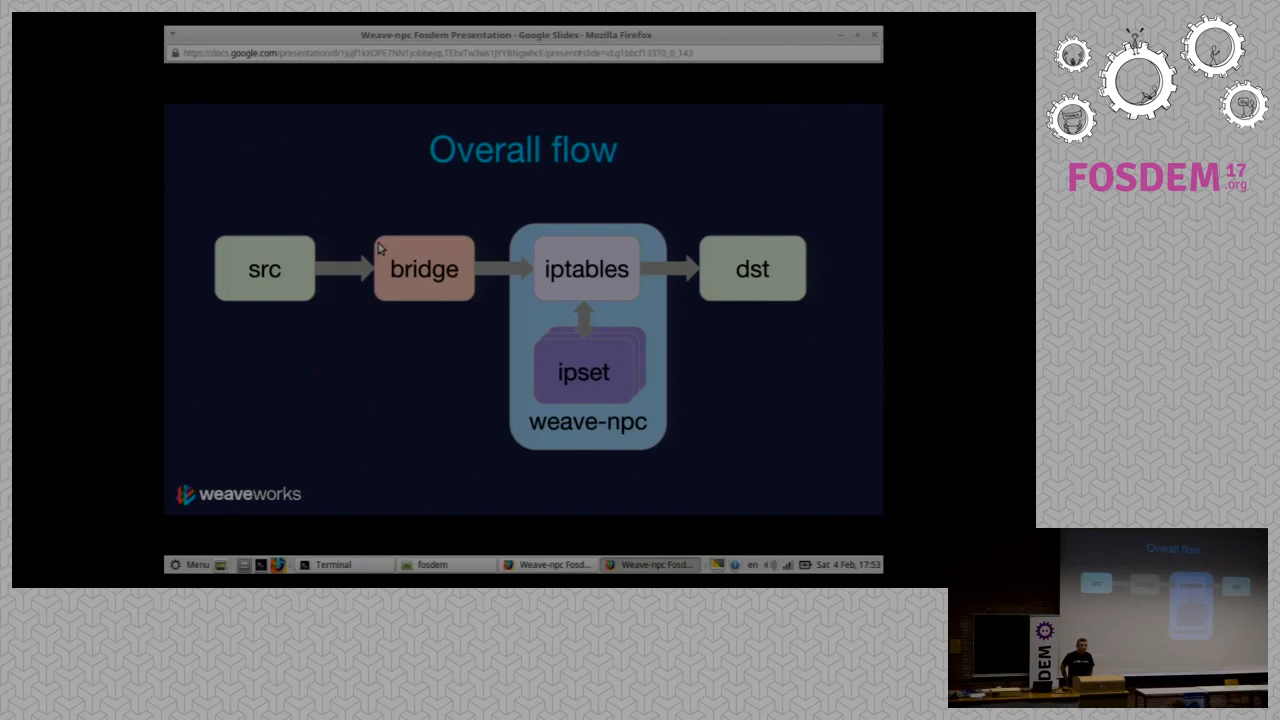 Weave-npc Fosdem Presentation - Google Slides - Mozilla Firefox
Overall flow
src
bridge
iptables
dst
ipset
weave-npc
weaveworks
Menu
Terminal
fosdem
Weave-npc Fosd...
Weave-npc Fosd...
en
Sat 4 Feb, 17:53
FOSDEM 17
.org
Overall flow
DEM